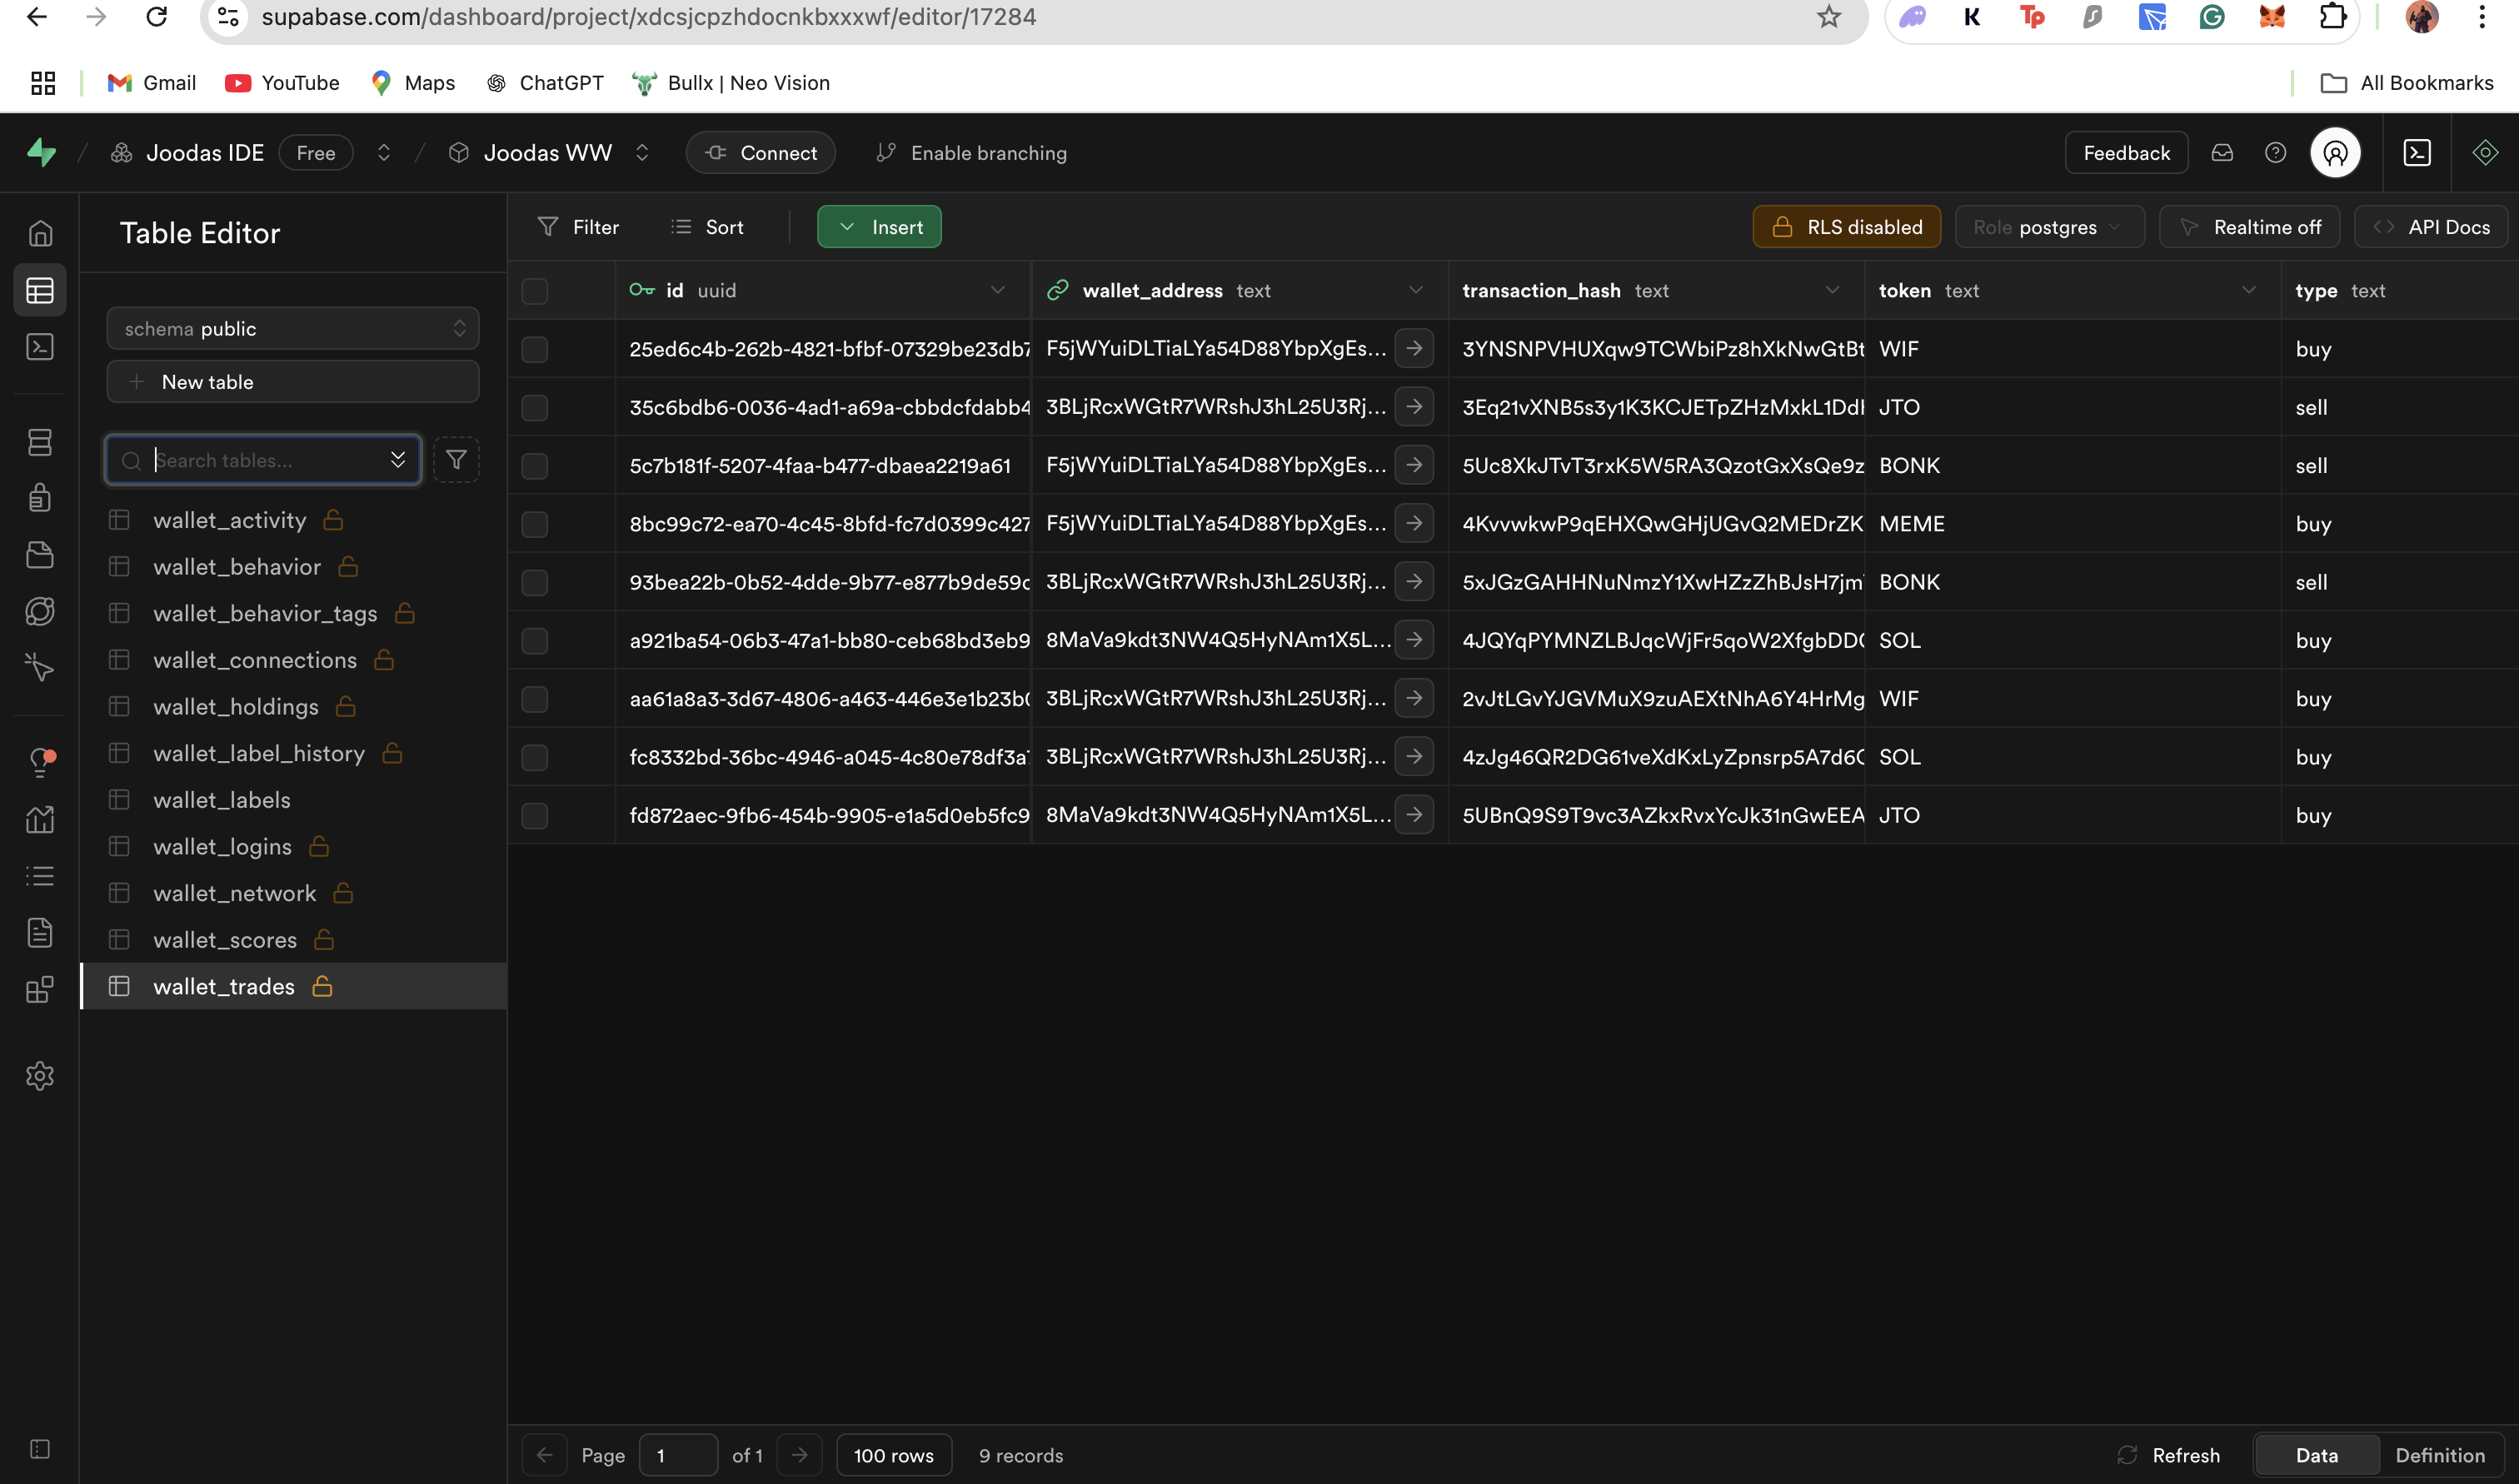 supabase.com/dashboard/project/xdcsjcpzhdocnkbxxxwf/editor/17284
Gmail YouTube Maps ChatGPT Bullx | Neo Vision All Bookmarks
Joodas IDE Free / Joodas WW Connect Enable branching Feedback
Table Editor
Filter Sort Insert RLS disabled Role postgres Realtime off API Docs
schema public
New table
Search tables...
wallet_activity
wallet_behavior
wallet_behavior_tags
wallet_connections
wallet_holdings
wallet_label_history
wallet_labels
wallet_logins
wallet_network
wallet_scores
wallet_trades
id uuid wallet_address text transaction_hash text token text type text
25ed6c4b-262b-4821-bfbf-07329be23db7 F5jWYuiDLTiaLYa54D88YbpXgEs... 3YNSNPVHUXqw9TCWbiPz8hXkNwGtBt WIF buy
35c6bdb6-0036-4ad1-a69a-cbbdcfdabb4 3BLjRcxWGtR7WRshJ3hL25U3Rj... 3Eq21vXNB5s3y1K3KCJETpZHzMxkL1Dd JTO sell
5c7b181f-5207-4faa-b477-dbaea2219a61 F5jWYuiDLTiaLYa54D88YbpXgEs... 5Uc8XkJTvT3rxK5W5RA3QzotGxXsQe9z BONK sell
8bc99c72-ea70-4c45-8bfd-fc7d0399c427 F5jWYuiDLTiaLYa54D88YbpXgEs... 4KvvwkwP9qEHXQwGHjUGvQ2MEDrZK MEME buy
93bea22b-0b52-4dde-9b77-e877b9de59c 3BLjRcxWGtR7WRshJ3hL25U3Rj... 5xJGzGAHHNuNmzY1XwHZzZhBJsH7jm BONK sell
a921ba54-06b3-47a1-bb80-ceb68bd3eb9 8MaVa9kdt3NW4Q5HyNAm1X5L... 4JQYqPYMNZLBJqcWjFr5qoW2XfgbDD SOL buy
aa61a8a3-3d67-4806-a463-446e3e1b23b 3BLjRcxWGtR7WRshJ3hL25U3Rj... 2vJtLGvYJGVMuX9zuAEXtNhA6Y4HrMg WIF buy
fc8332bd-36bc-4946-a045-4c80e78df3a 3BLjRcxWGtR7WRshJ3hL25U3Rj... 4zJg46QR2DG61veXdKxLyZpnsrp5A7d6 SOL buy
fd872aec-9fb6-454b-9905-e1a5d0eb5fc9 8MaVa9kdt3NW4Q5HyNAm1X5L... 5UBnQ9S9T9vc3AZkxRvxYcJk31nGwEEA JTO buy
Page 1 of 1 100 rows 9 records Refresh Data Definition